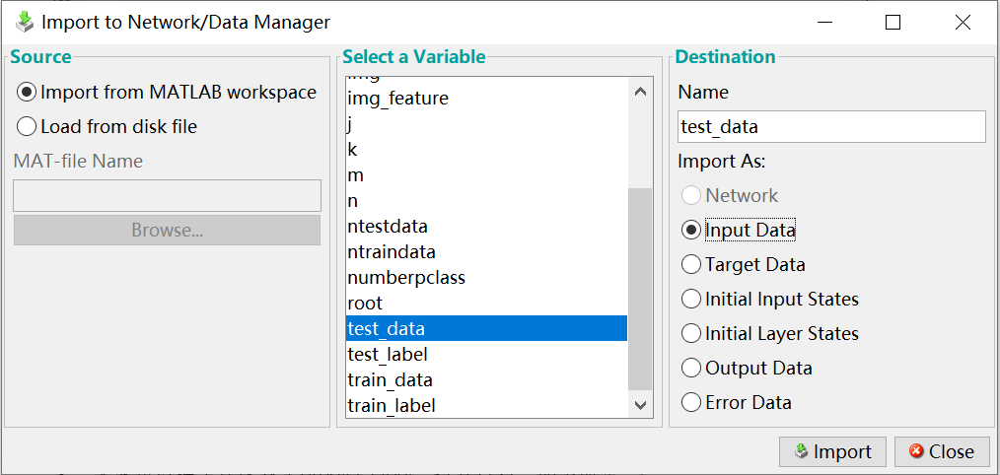 Import to Network/Data Manager
Source
Import from MATLAB workspace
Load from disk file
MAT-file Name
Browse...
Select a Variable
img_feature
j
k
m
n
ntestdata
ntraindata
numberpclass
root
test_data
test_label
train_data
train_label
Destination
Name
test_data
Import As:
Network
Input Data
Target Data
Initial Input States
Initial Layer States
Output Data
Error Data
Import
Close